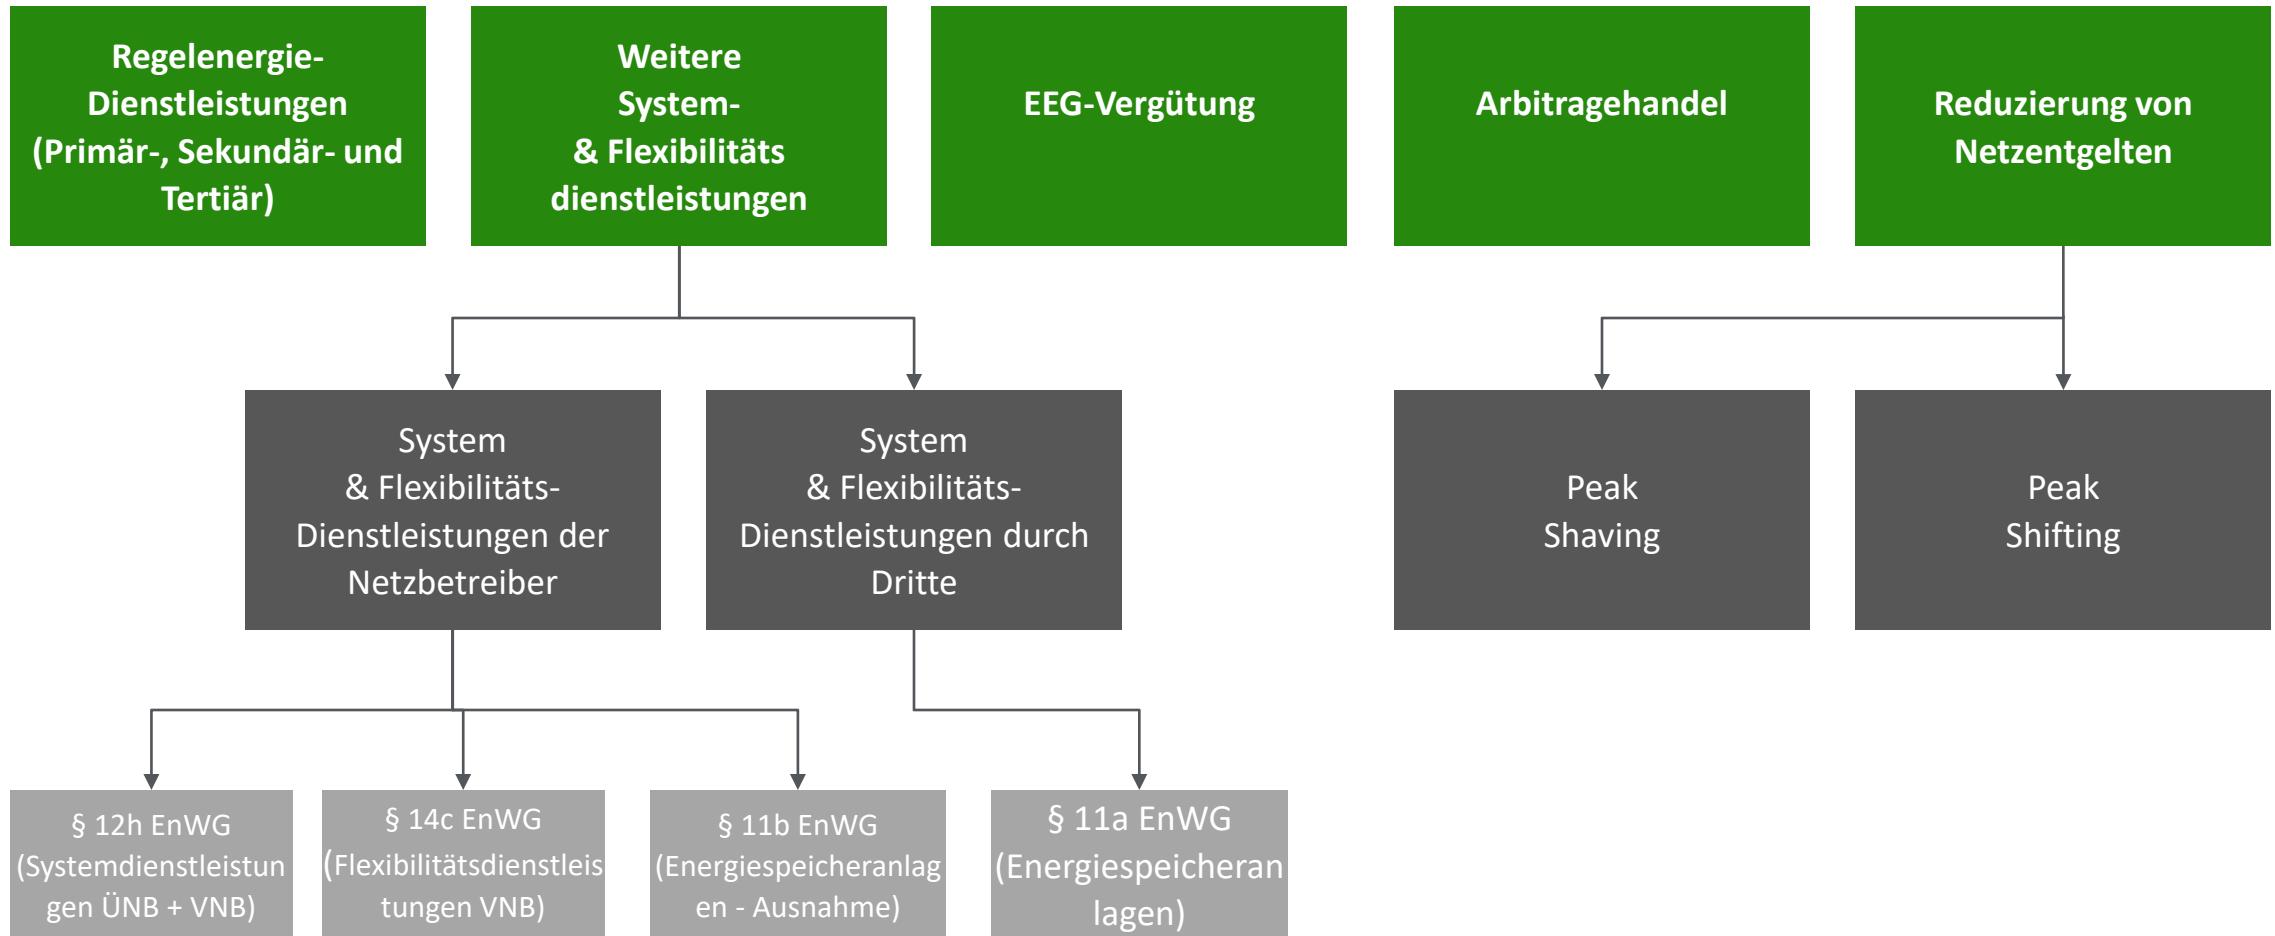 Regelenergie-
Dienstleistungen
(Primär-, Sekundär- und
Tertiär)
Weitere
System-
& Flexibilitäts
dienstleistungen
EEG-Vergütung
Arbitragehandel
Reduzierung von
Netzentgelten
System
& Flexibilitäts-
Dienstleistungen der
Netzbetreiber
System
& Flexibilitäts-
Dienstleistungen durch
Dritte
Peak
Shaving
Peak
Shifting
§ 12h EnWG
(Systemdienstleistun
gen ÜNB + VNB)
§ 14c EnWG
(Flexibilitätsdienstleis
tungen VNB)
§ 11b EnWG
(Energiespeicheranlag
en - Ausnahme)
§ 11a EnWG
(Energiespeicheran
lagen)